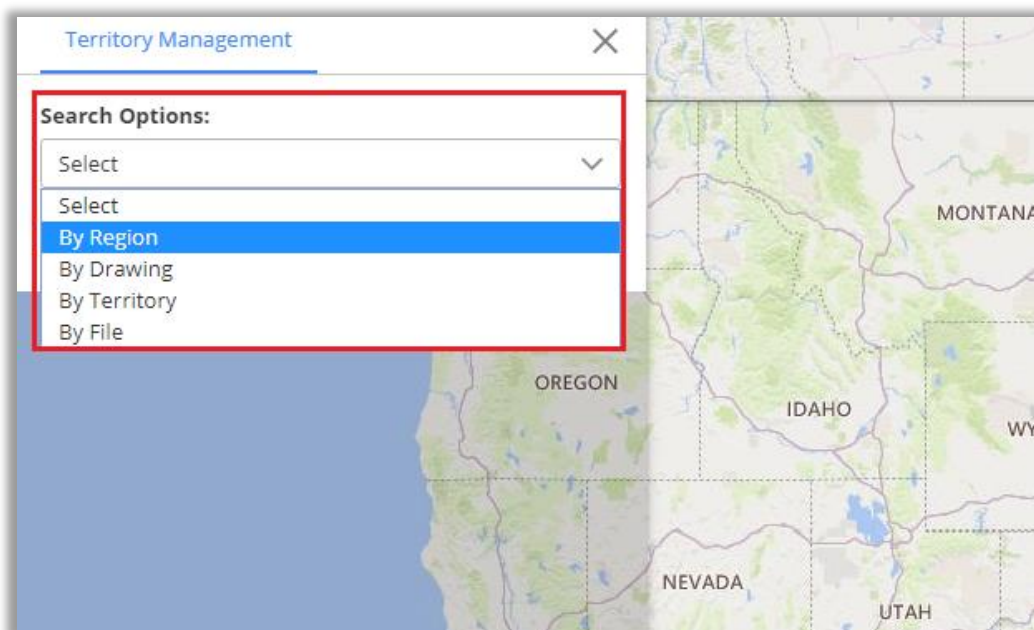 Territory Management
Search Options:
Select
Select
By Region
By Drawing
By Territory
By File
MONTANA
OREGON
IDAHO
WY
NEVADA
UTAH